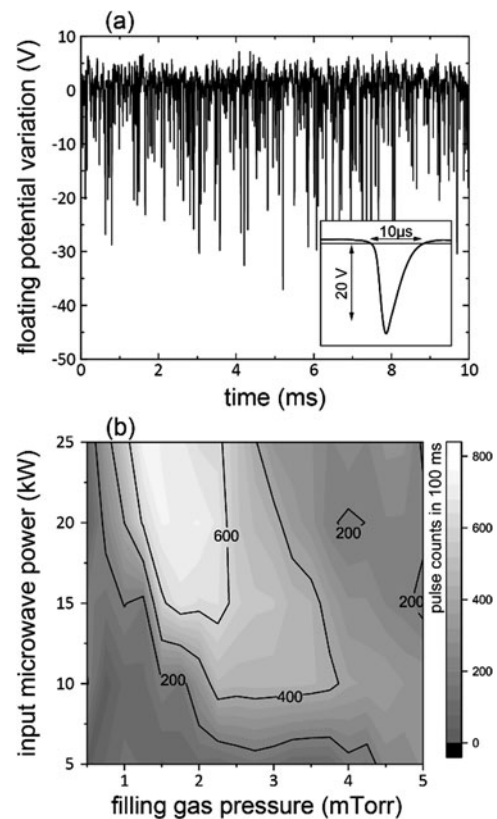 (a)
10
0
-10
-20
-30
-40
-50
floating potential variation (V)
10μs
20 V
0 2 4 6 8 10
time (ms)
(b)
25
20
15
10
5
input microwave power (kW)
200
600
200
200
400
1 2 3 4 5
filling gas pressure (mTorr)
800
600
400
200
0
pulse counts in 100 ms